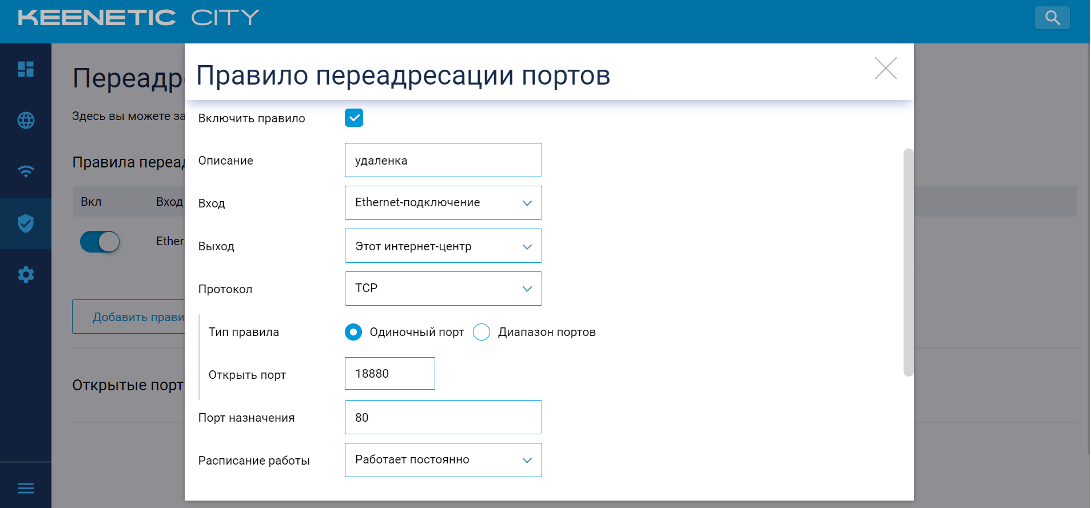 KEENETIC CITY
Переадр
Здесь вы можете за
Правила переад
Вкл Вход
Ether
Добавить прави
Открытые порт
Правило переадресации портов
Включить правило
Описание удаленка
Вход Ethernet-подключение
Выход Этот интернет-центр
Протокол TCP
Тип правила Одиночный порт Диапазон портов
Открыть порт 18880
Порт назначения 80
Расписание работы Работает постоянно